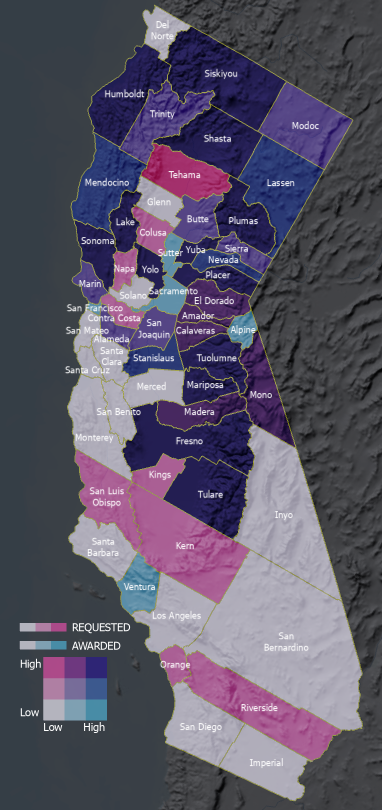 Del
Norte
Siskiyou
Humboldt
Trinity
Modoc
Shasta
Tehama
Mendocino
Lassen
Glenn
Butte
Plumas
Lake
Colusa
Sonoma
Sutter
Yuba
Sierra
Nevada
Napa
Yolo
Placer
Marin
Solano
Sacramento
El Dorado
San Francisco
Contra Costa
Amador
San Mateo
Alameda
San
Joaquin
Calaveras
Alpine
Santa
Clara
Stanislaus
Tuolumne
Santa Cruz
Merced
Mariposa
Mono
San Benito
Madera
Monterey
Fresno
Kings
San Luis
Obispo
Tulare
Inyo
Santa
Barbara
Kern
Ventura
Los Angeles
San
Bernardino
Orange
Riverside
San Diego
Imperial
REQUESTED
AWARDED
High
Low
Low High